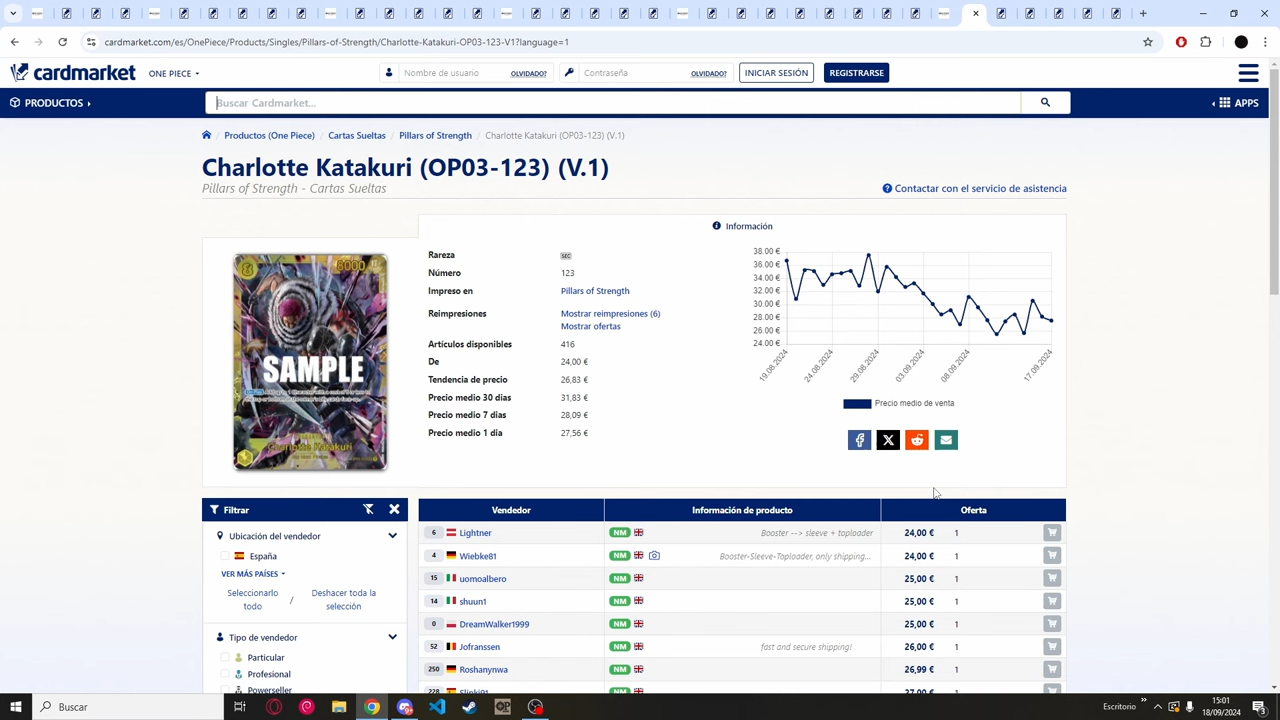 cardmarket.com/es/OnePiece/Products/Singles/Pillars-of-Strength/Charlotte-Katakuri-OP03-123-V1?language=1
cardmarket
ONE PIECE
Nombre de usuario
OLVIDADO?
Contraseña
OLVIDADO?
INICIAR SESIÓN
REGISTRARSE
PRODUCTOS
Buscar Cardmarket...
APPS
Productos (One Piece) / Cartas Sueltas / Pillars of Strength / Charlotte Katakuri (OP03-123) (V.1)
Charlotte Katakuri (OP03-123) (V.1)
Pillars of Strength - Cartas Sueltas
Contactar con el servicio de asistencia
Información
8000
SAMPLE
Charlotte Katakuri
Rareza SEC
Número 123
Impreso en Pillars of Strength
Reimpresiones Mostrar reimpresiones (6)
Mostrar ofertas
Artículos disponibles 416
De 24,00 €
Tendencia de precio 26,83 €
Precio medio 30 días 31,83 €
Precio medio 7 días 28,09 €
Precio medio 1 día 27,56 €
38.00 €
36.00 €
34.00 €
32.00 €
30.00 €
28.00 €
26.00 €
24.00 €
19.08.2024
24.08.2024
29.08.2024
03.09.2024
08.09.2024
17.09.2024
Precio medio de venta
Filtrar
Ubicación del vendedor
España
VER MÁS PAÍSES
Seleccionarlo todo / Deshacer toda la selección
Tipo de vendedor
Particular
Profesional
Powerseller
Vendedor Información de producto Oferta
6 Lightner NM Booster --> sleeve + toploader 24,00 € 1
4 Wiebke81 NM Booster-Sleeve-Toploader, only shipping... 24,00 € 1
15 uomoalbero NM 25,00 € 1
14 shuun1 NM 25,00 € 1
0 DreamWalker1999 NM 25,00 € 1
52 Jofranssen NM fast and secure shipping! 26,00 € 1
250 Roshanynwa NM 26,99 € 1
228 Slinki91 NM 27,00 € 1
Buscar
Escritorio
15:01
18/09/2024
3